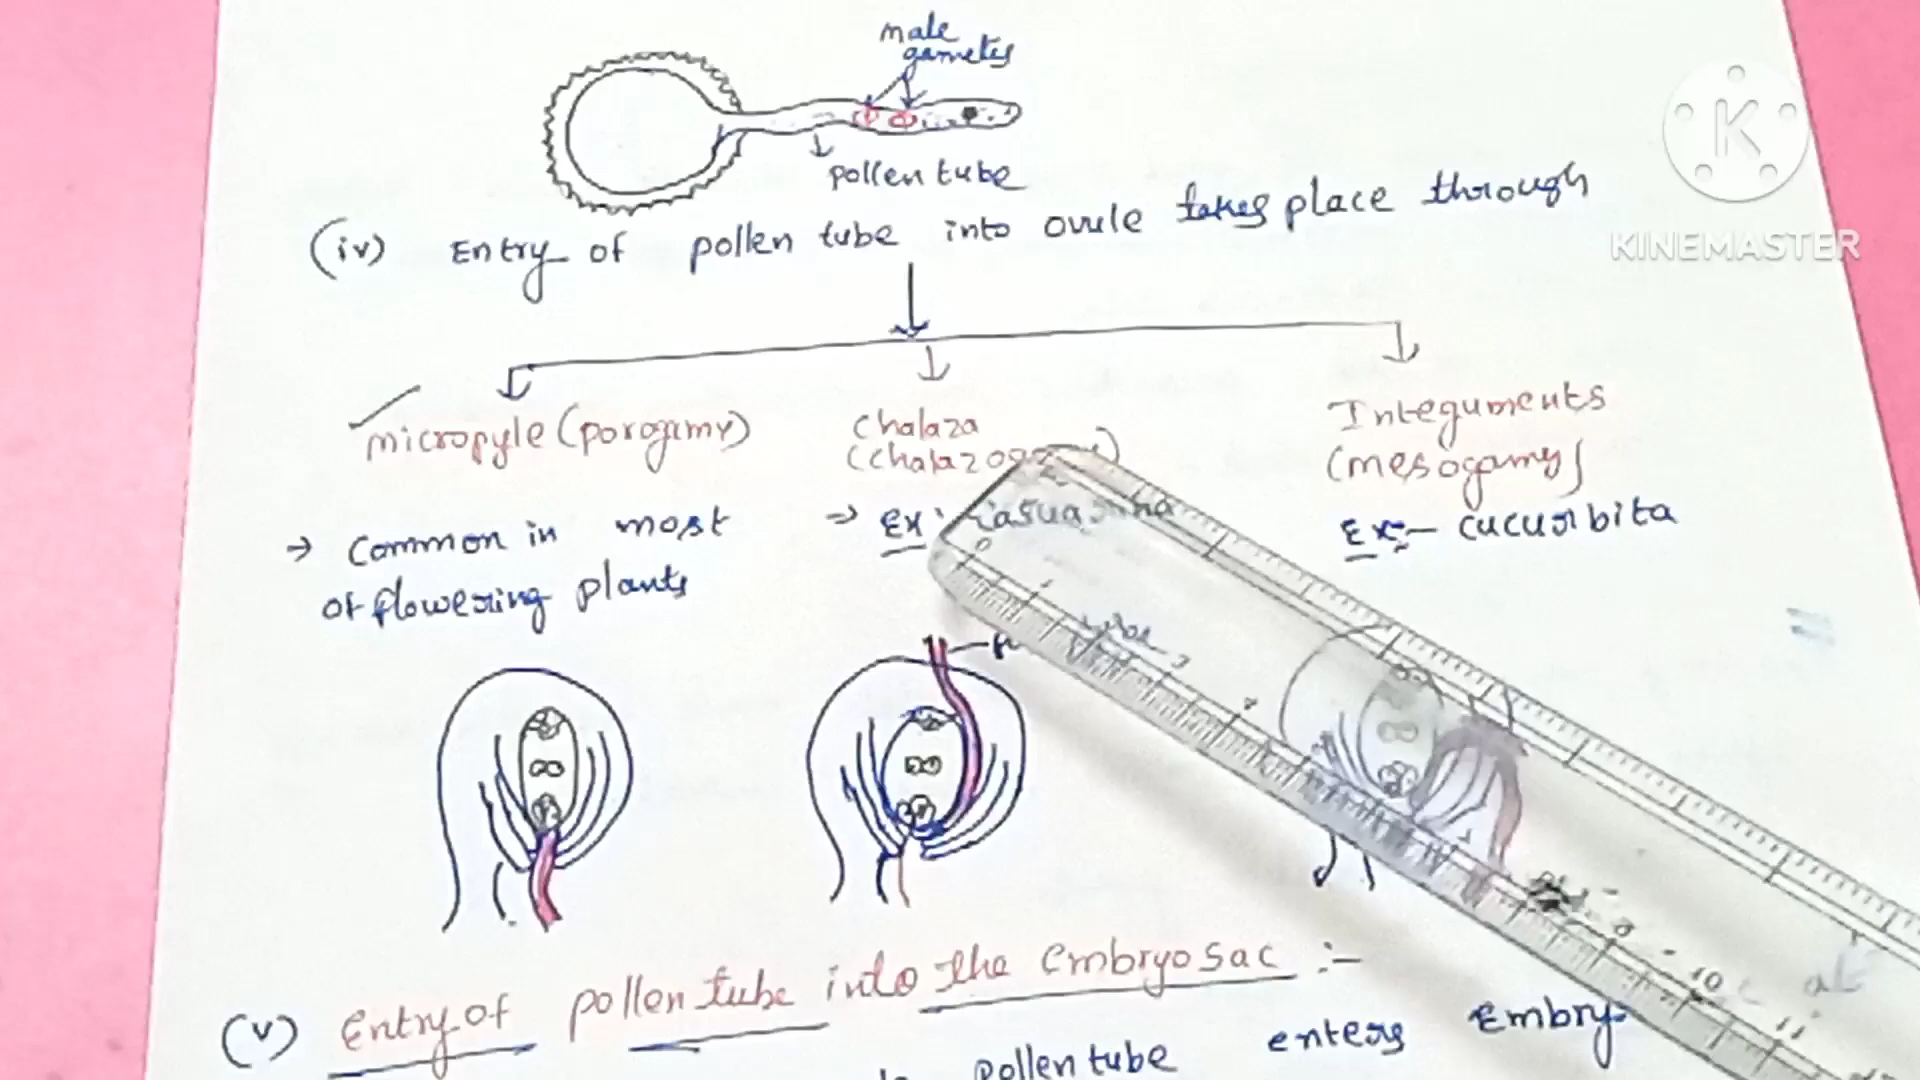 male
gametes
pollen tube
(iv) Entry of pollen tube into ovule takes place through
micropyle (porogamy)
Chalaza
Integuments
(mesogamy)
→ Common in most
of flowering plants
→ Ex:
Ex:- cucurbita
tube
(v) Entry of pollen tube into the embryo sac :-
pollen tube enters Embryo
K
KINEMASTER